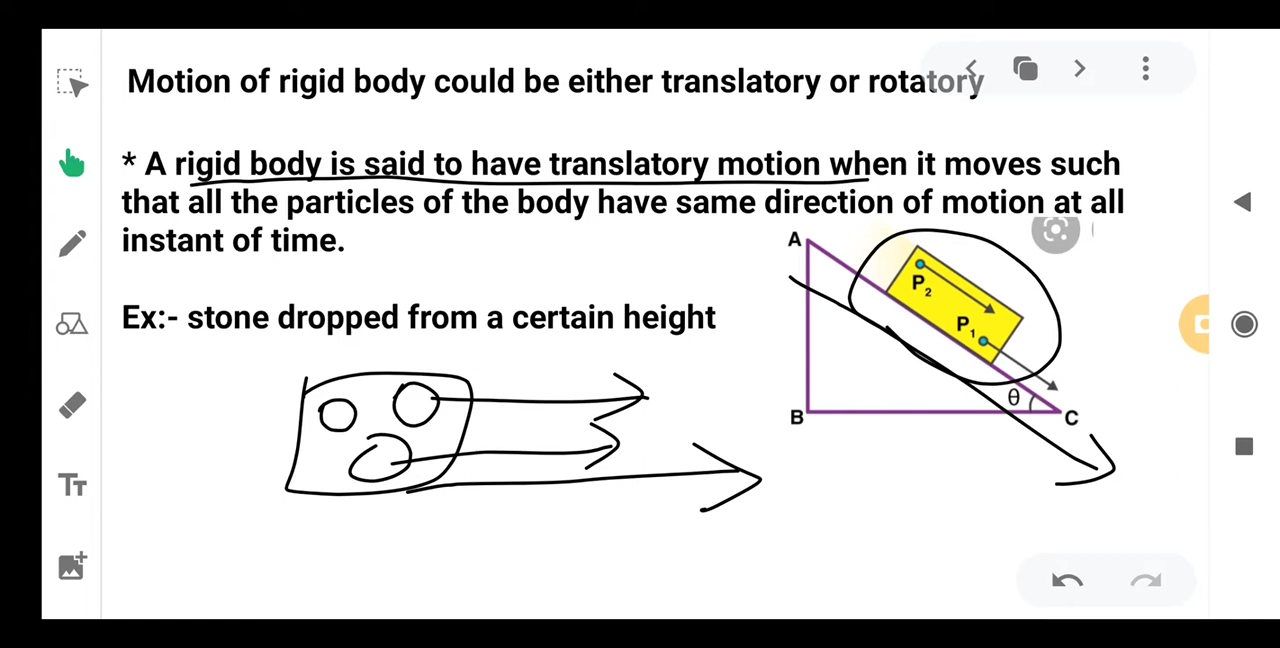 Motion of rigid body could be either translatory or rotatory
* A rigid body is said to have translatory motion when it moves such
that all the particles of the body have same direction of motion at all
instant of time.
Ex:- stone dropped from a certain height
A
P2
P1
θ
B
C
Tт